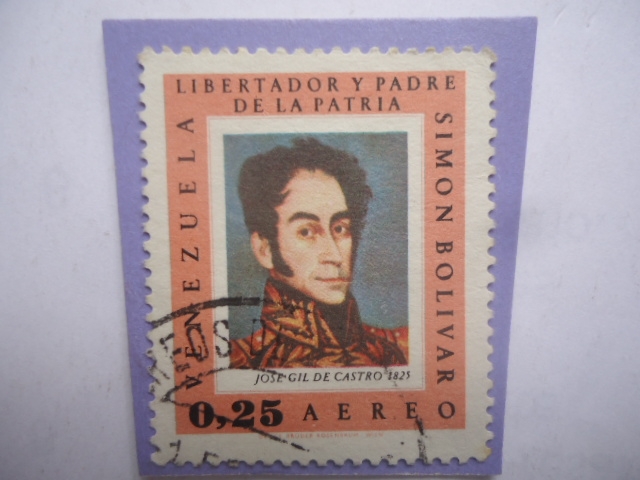 LIBERTADOR Y PADRE
DE LA PATRIA
VENEZUELA
SIMON BOLIVAR
JOSE GIL DE CASTRO 1825
0,25 AEREO